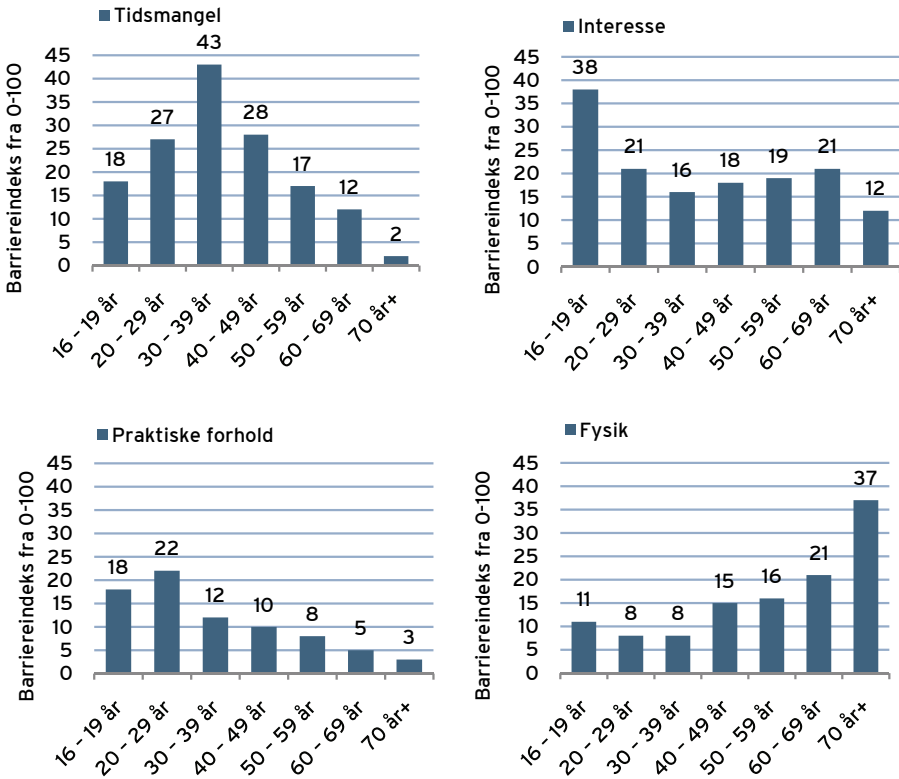 Tidsmangel
Barriereindeks fra 0-100
45
40
35
30
25
20
15
10
5
0
18
27
43
28
17
12
2
16 - 19 år
20 - 29 år
30 - 39 år
40 - 49 år
50 - 59 år
60 - 69 år
70 år+
Interesse
Barriereindeks fra 0-100
45
40
35
30
25
20
15
10
5
0
38
21
16
18
19
21
12
16 - 19 år
20 - 29 år
30 - 39 år
40 - 49 år
50 - 59 år
60 - 69 år
70 år+
Praktiske forhold
Barriereindeks fra 0-100
45
40
35
30
25
20
15
10
5
0
18
22
12
10
8
5
3
16 - 19 år
20 - 29 år
30 - 39 år
40 - 49 år
50 - 59 år
60 - 69 år
70 år+
Fysik
Barriereindeks fra 0-100
45
40
35
30
25
20
15
10
5
0
11
8
8
15
16
21
37
16 - 19 år
20 - 29 år
30 - 39 år
40 - 49 år
50 - 59 år
60 - 69 år
70 år+